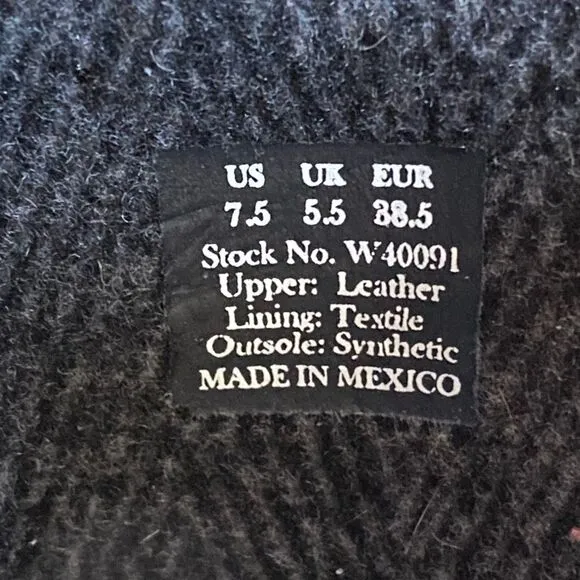 US UK EUR
7.5 5.5 38.5
Stock No. W40091
Upper: Leather
Lining: Textile
Outsole: Synthetic
MADE IN MEXICO